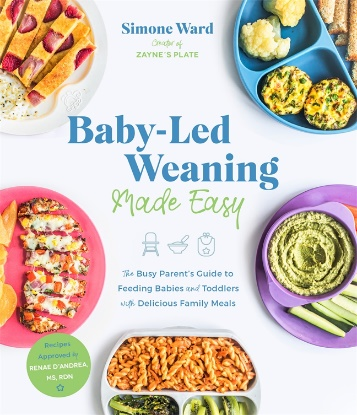 Simone Ward
Creator of
ZAYNE'S PLATE
Baby-Led
Weaning
Made Easy
The Busy Parent's Guide to
Feeding Babies and Toddlers
with Delicious Family Meals
Recipes
Approved by
RENAE D'ANDREA,
MS, RDN